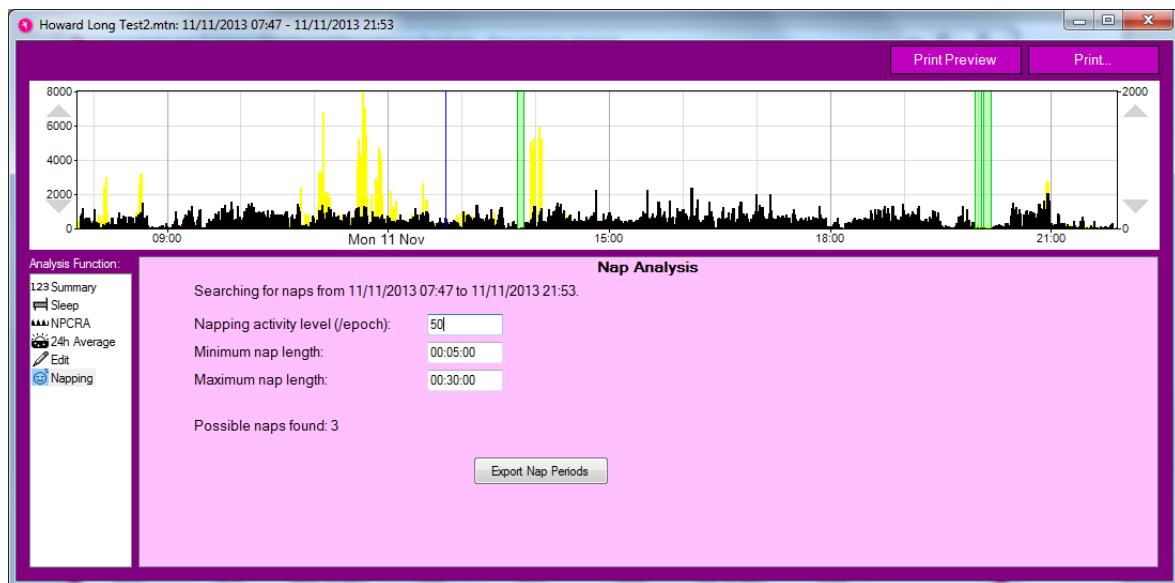 Howard Long Test2.mtn: 11/11/2013 07:47 - 11/11/2013 21:53
Print Preview
Print...
8000
6000
4000
2000
0
2000
0
09:00
Mon 11 Nov
15:00
18:00
21:00
Analysis Function:
123 Summary
Sleep
NPCRA
24h Average
Edit
Napping
Nap Analysis
Searching for naps from 11/11/2013 07:47 to 11/11/2013 21:53.
Napping activity level (/epoch): 50
Minimum nap length: 00:05:00
Maximum nap length: 00:30:00
Possible naps found: 3
Export Nap Periods